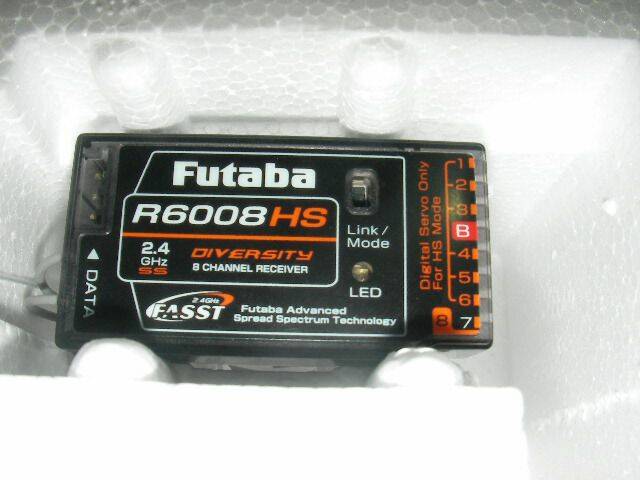 Futaba
R6008HS
2.4
GHz
SS
DIVERSITY
8 CHANNEL RECEIVER
2.4GHz
FASST
Futaba Advanced
Spread Spectrum Technology
◄ DATA
Link/
Mode
LED
Digital Servo Only
For HS Mode
1
2
3
B
4
5
6
8 7